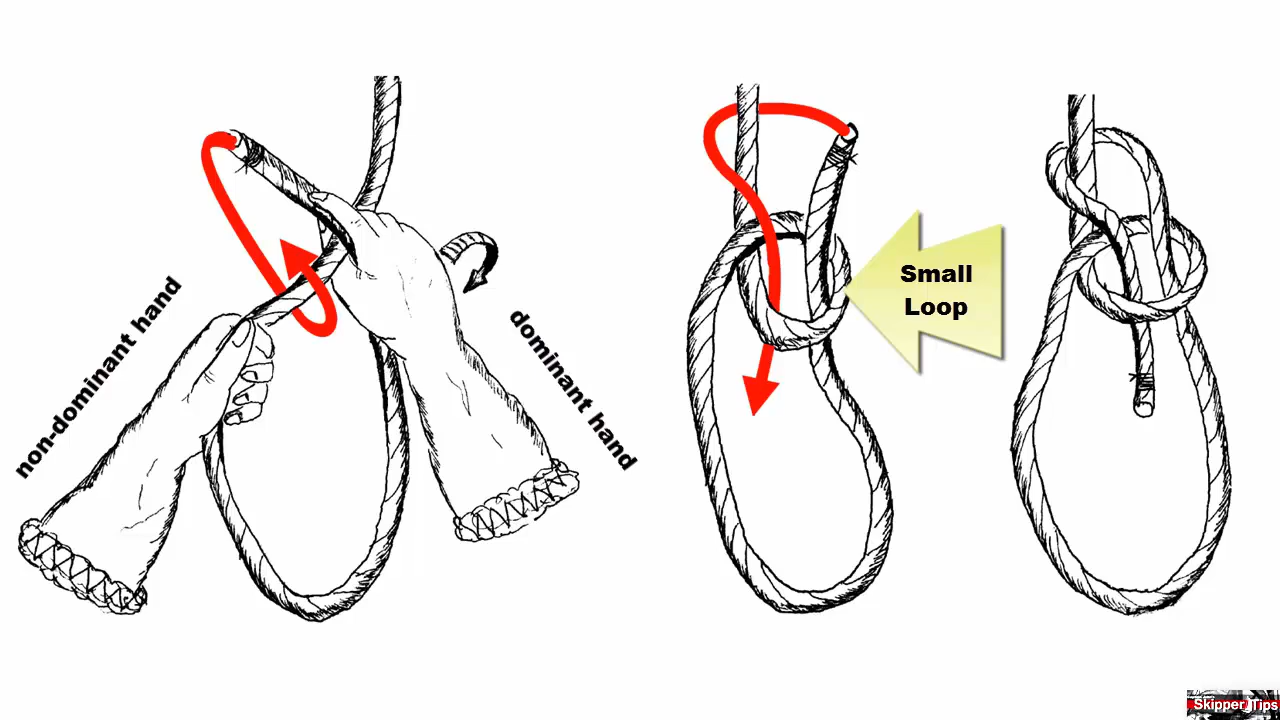 non-dominant hand
dominant hand
Small
Loop
Skipper Tips